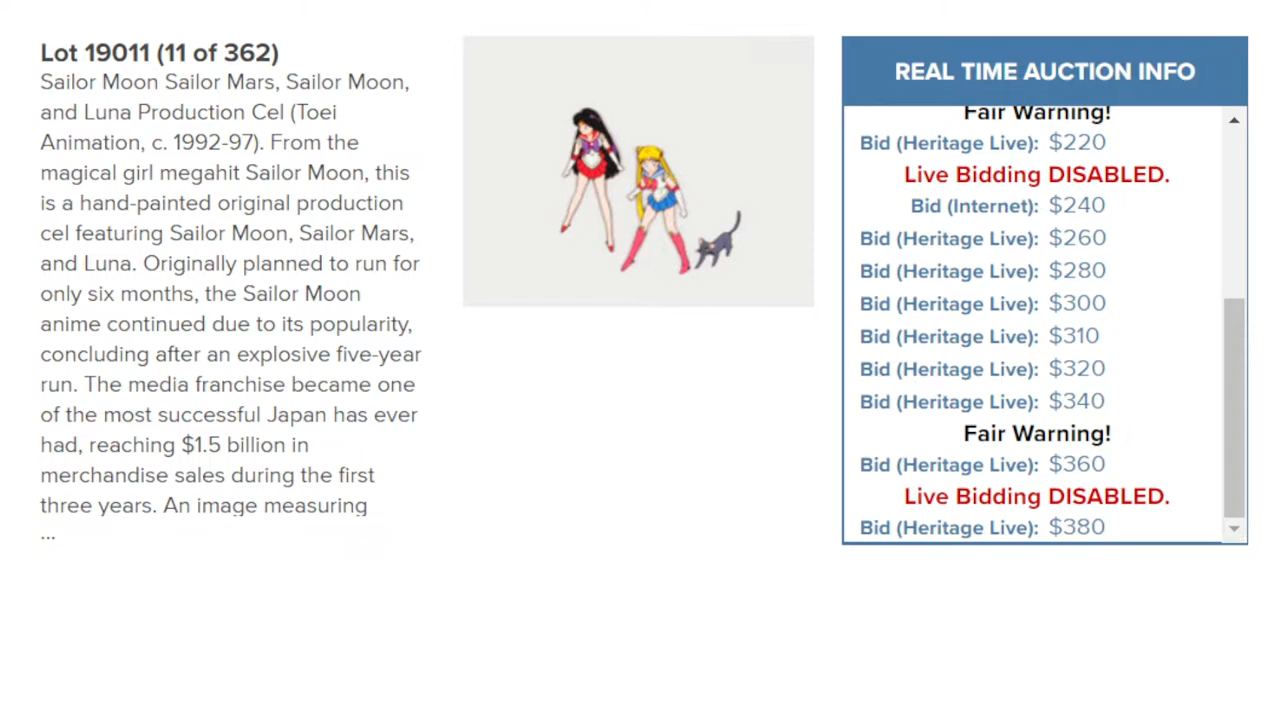 Lot 19011 (11 of 362)
Sailor Moon Sailor Mars, Sailor Moon,
and Luna Production Cel (Toei
Animation, c. 1992-97). From the
magical girl megahit Sailor Moon, this
is a hand-painted original production
cel featuring Sailor Moon, Sailor Mars,
and Luna. Originally planned to run for
only six months, the Sailor Moon
anime continued due to its popularity,
concluding after an explosive five-year
run. The media franchise became one
of the most successful Japan has ever
had, reaching $1.5 billion in
merchandise sales during the first
three years. An image measuring
...
REAL TIME AUCTION INFO
Fair Warning!
Bid (Heritage Live): $220
Live Bidding DISABLED.
Bid (Internet): $240
Bid (Heritage Live): $260
Bid (Heritage Live): $280
Bid (Heritage Live): $300
Bid (Heritage Live): $310
Bid (Heritage Live): $320
Bid (Heritage Live): $340
Fair Warning!
Bid (Heritage Live): $360
Live Bidding DISABLED.
Bid (Heritage Live): $380